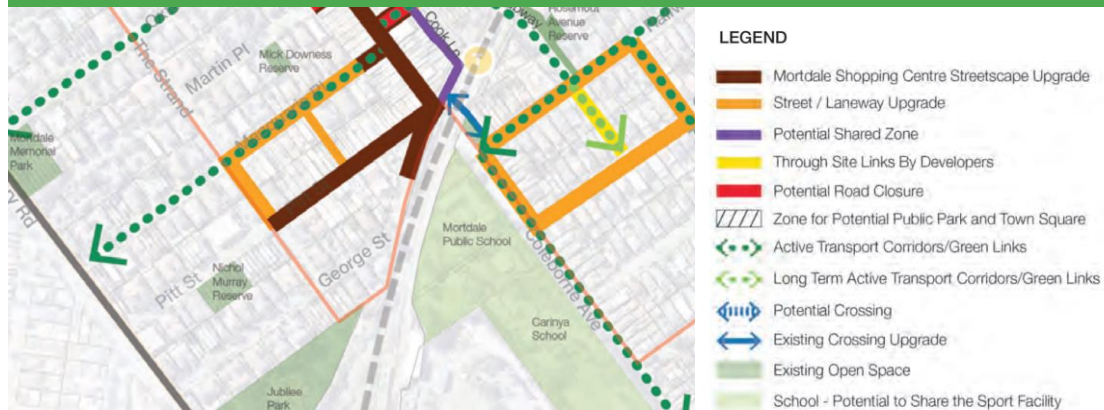 Cook Ln
Rosemont
Avenue
Reserve
The Strand
Martin Pl
Mick Downess
Reserve
Mortdale
Memorial
Park
Mortdale
Public School
George St
Pitt St
Nichol
Murray
Reserve
Colebome Ave
Carinya
School
Jubilee
Park
LEGEND
Mortdale Shopping Centre Streetscape Upgrade
Street / Laneway Upgrade
Potential Shared Zone
Through Site Links By Developers
Potential Road Closure
Zone for Potential Public Park and Town Square
Active Transport Corridors/Green Links
Long Term Active Transport Corridors/Green Links
Potential Crossing
Existing Crossing Upgrade
Existing Open Space
School - Potential to Share the Sport Facility